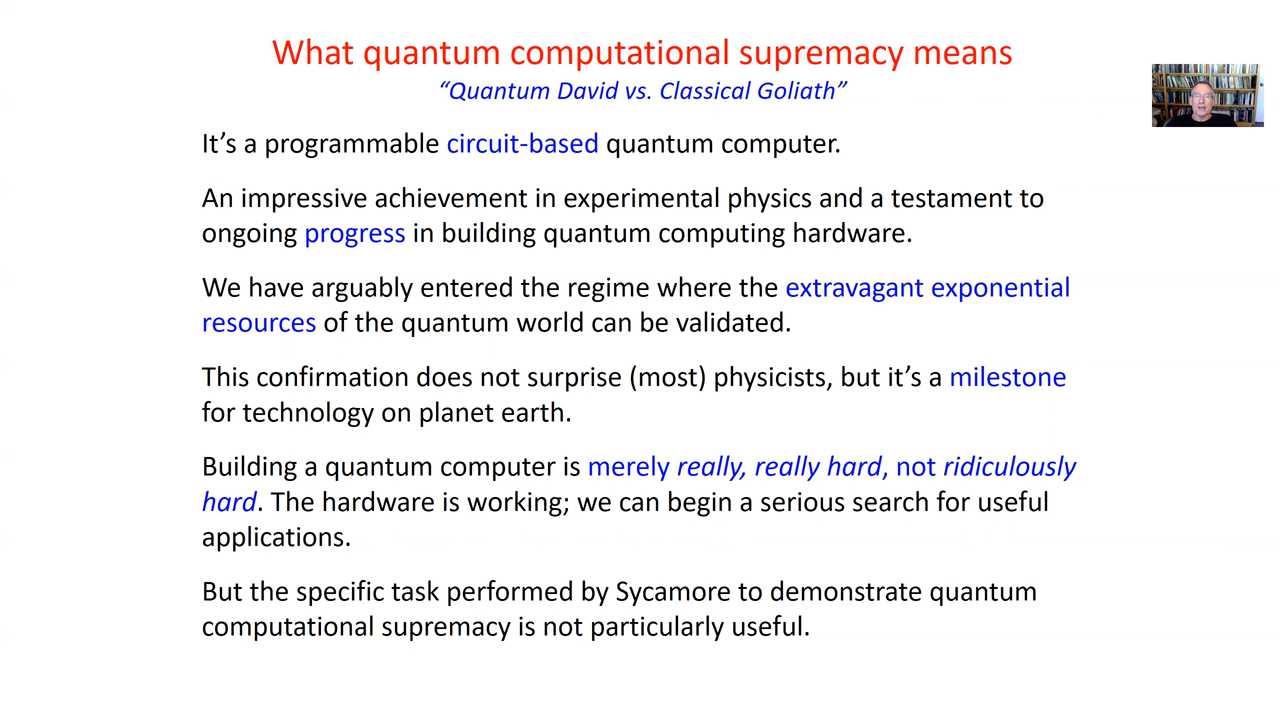 What quantum computational supremacy means
“Quantum David vs. Classical Goliath”
It’s a programmable circuit-based quantum computer.
An impressive achievement in experimental physics and a testament to
ongoing progress in building quantum computing hardware.
We have arguably entered the regime where the extravagant exponential
resources of the quantum world can be validated.
This confirmation does not surprise (most) physicists, but it’s a milestone
for technology on planet earth.
Building a quantum computer is merely really, really hard, not ridiculously
hard. The hardware is working; we can begin a serious search for useful
applications.
But the specific task performed by Sycamore to demonstrate quantum
computational supremacy is not particularly useful.